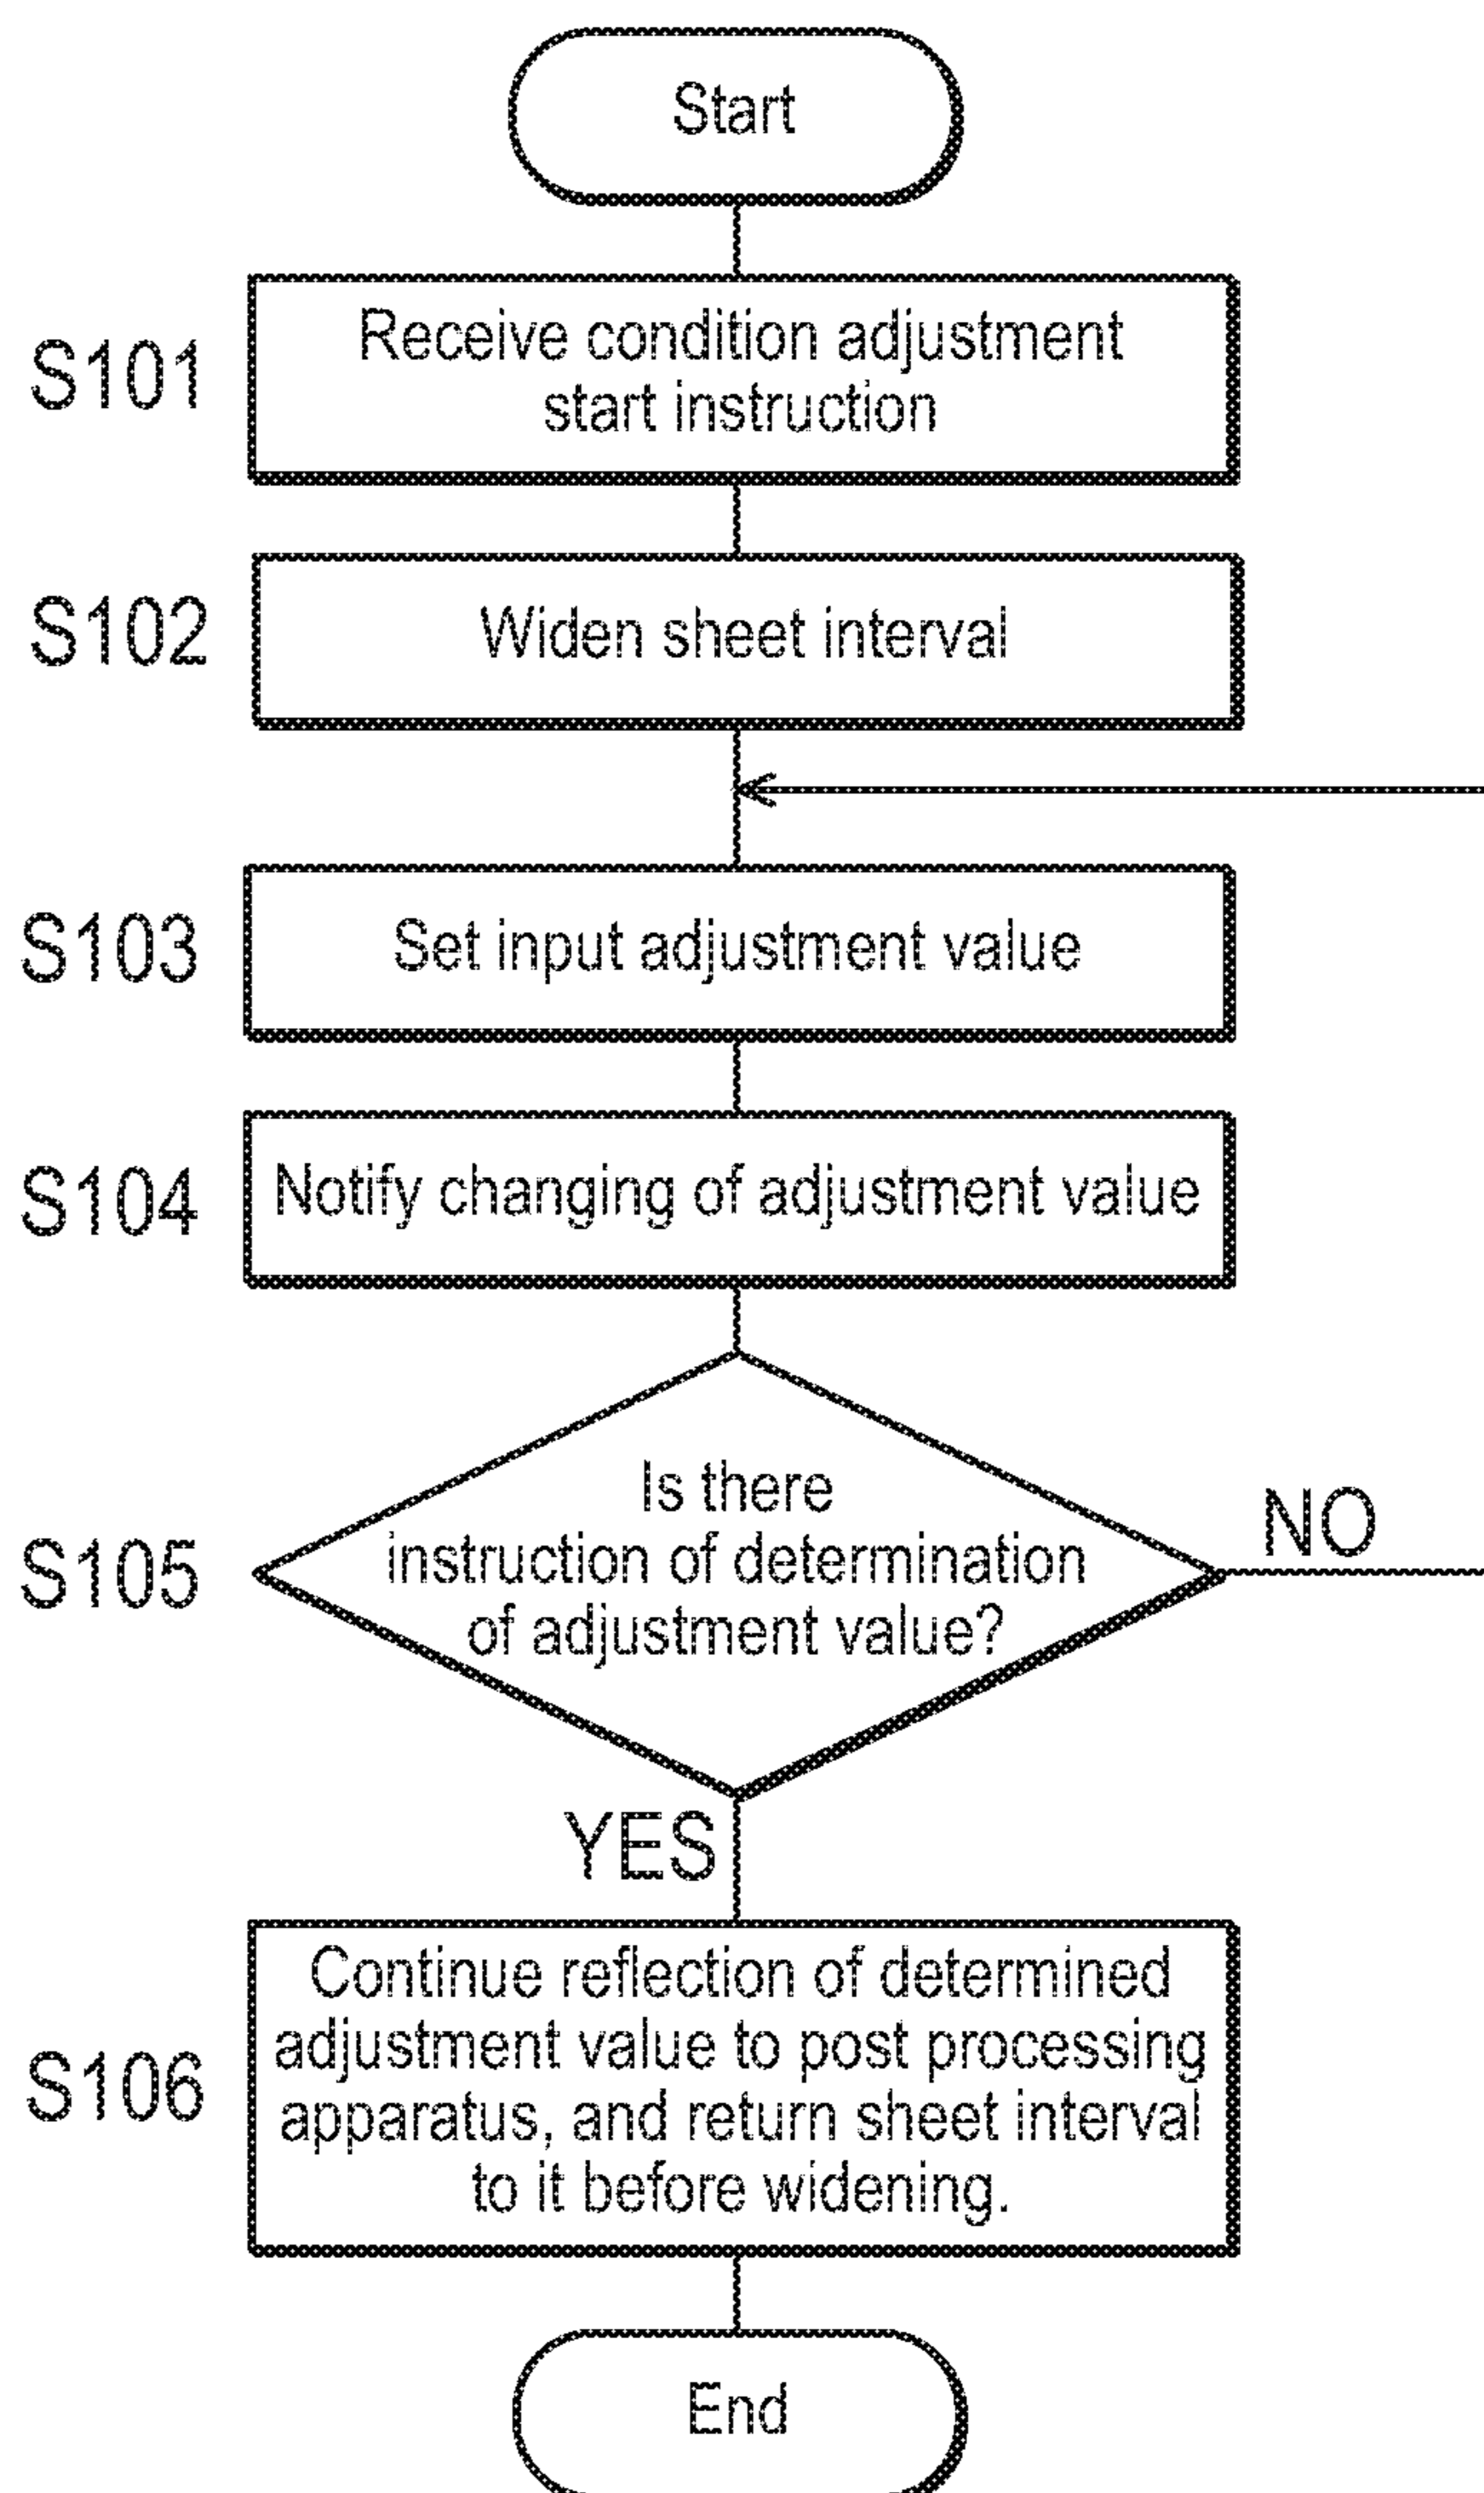 Start
S101
Receive condition adjustment
start instruction
S102
Widen sheet interval
S103
Set input adjustment value
S104
Notify changing of adjustment value
S105
Is there
instruction of determination
of adjustment value?
NO
YES
S106
Continue reflection of determined
adjustment value to post processing
apparatus, and return sheet interval
to it before widening.
End